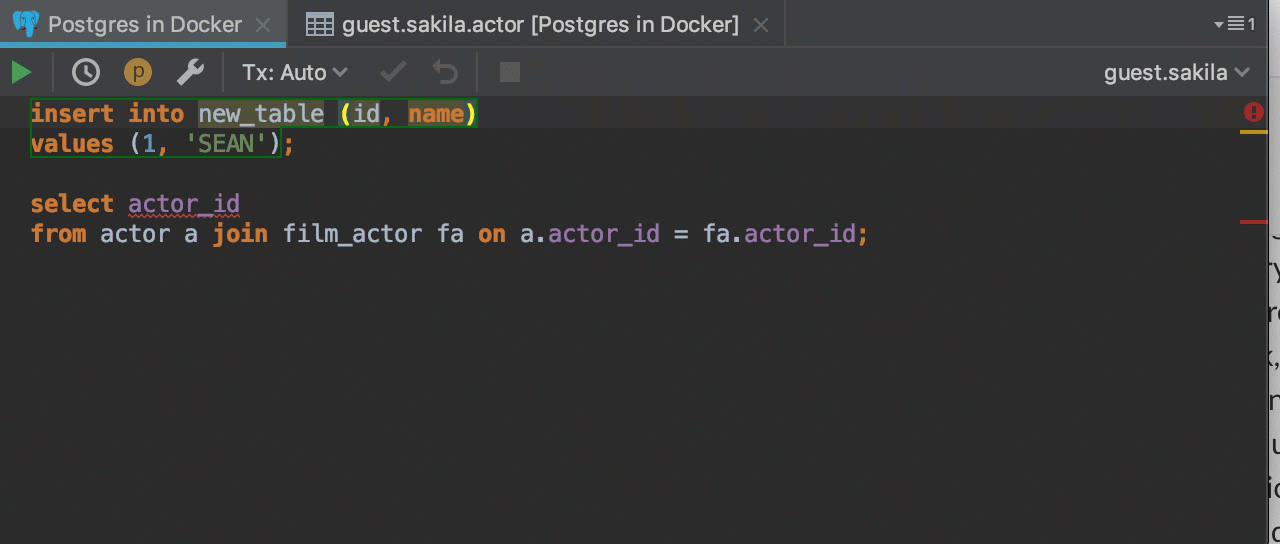 Postgres in Docker
guest.sakila.actor [Postgres in Docker]
1
p
Tx: Auto
guest.sakila
insert into new_table (id, name)
values (1, 'SEAN');
select actor_id
from actor a join film_actor fa on a.actor_id = fa.actor_id;